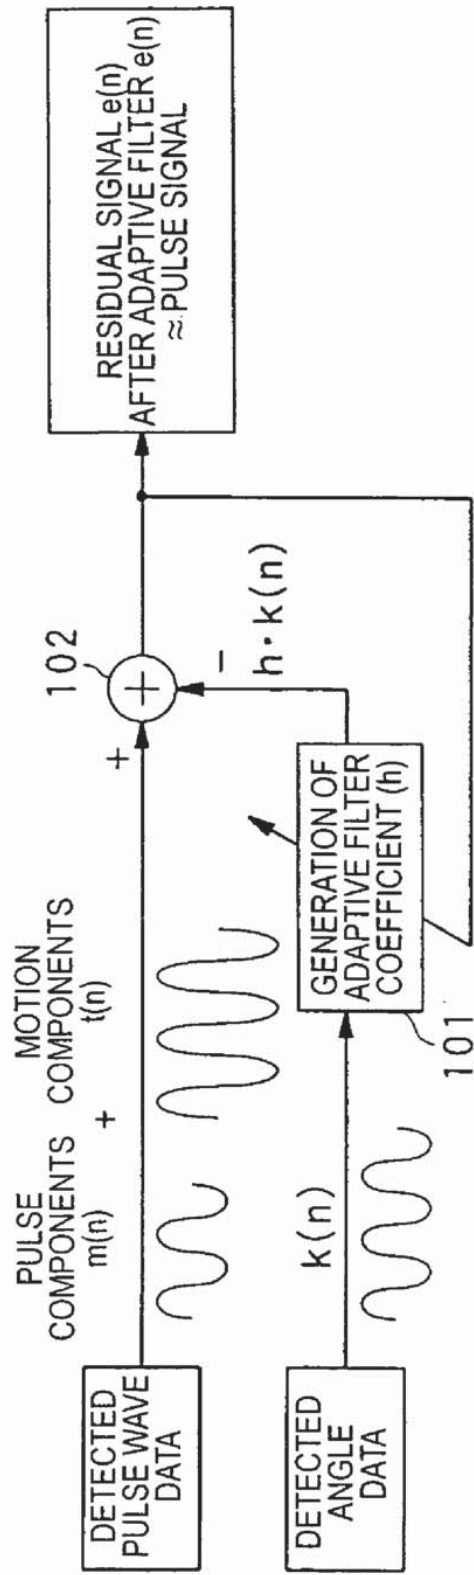 DETECTED
PULSE WAVE
DATA
PULSE
COMPONENTS
m(n)
+
MOTION
COMPONENTS
t(n)
+
102
+
RESIDUAL SIGNAL e(n)
AFTER ADAPTIVE FILTER e(n)
≈ PULSE SIGNAL
DETECTED
ANGLE
DATA
k(n)
GENERATION OF
ADAPTIVE FILTER
COEFFICIENT (h)
101
−
h・k(n)